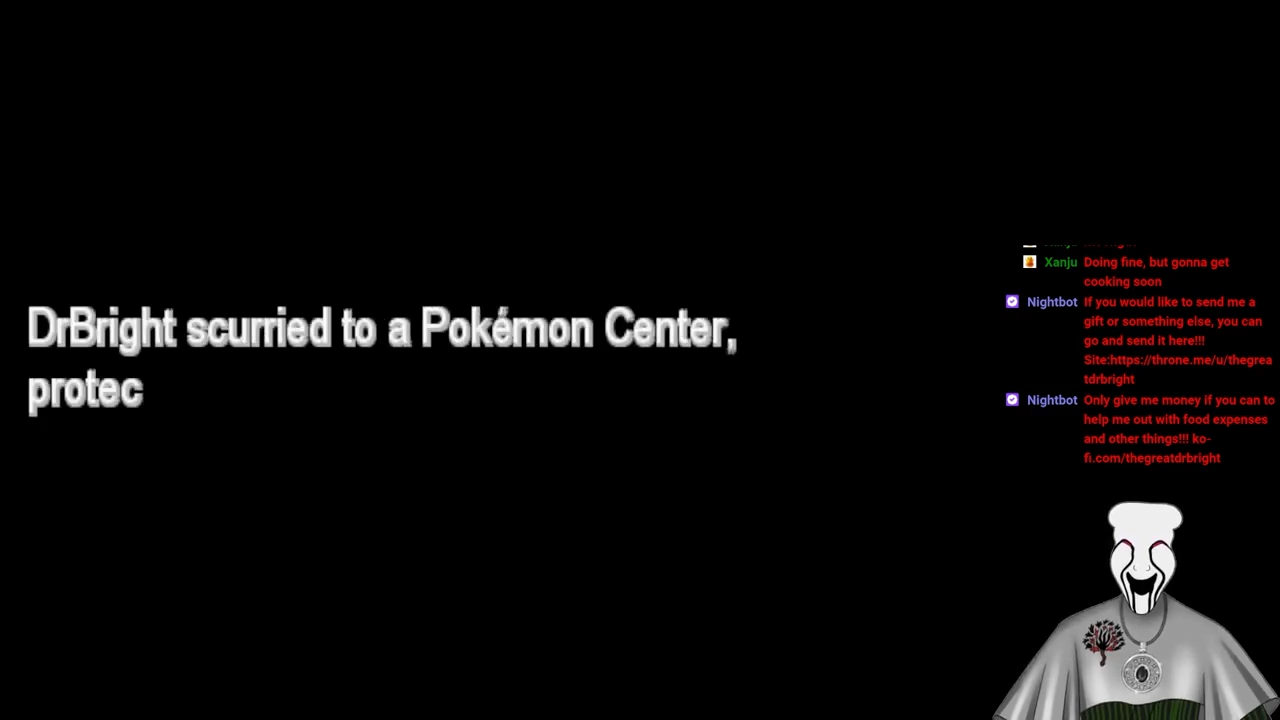 DrBright scurried to a Pokémon Center,
protec
Xanju Doing fine, but gonna get
cooking soon
Nightbot If you would like to send me a
gift or something else, you can
go and send it here!!!
Site:https://throne.me/u/thegrea
tdrbright
Nightbot Only give me money if you can to
help me out with food expenses
and other things!!! ko-
fi.com/thegreatdrbright